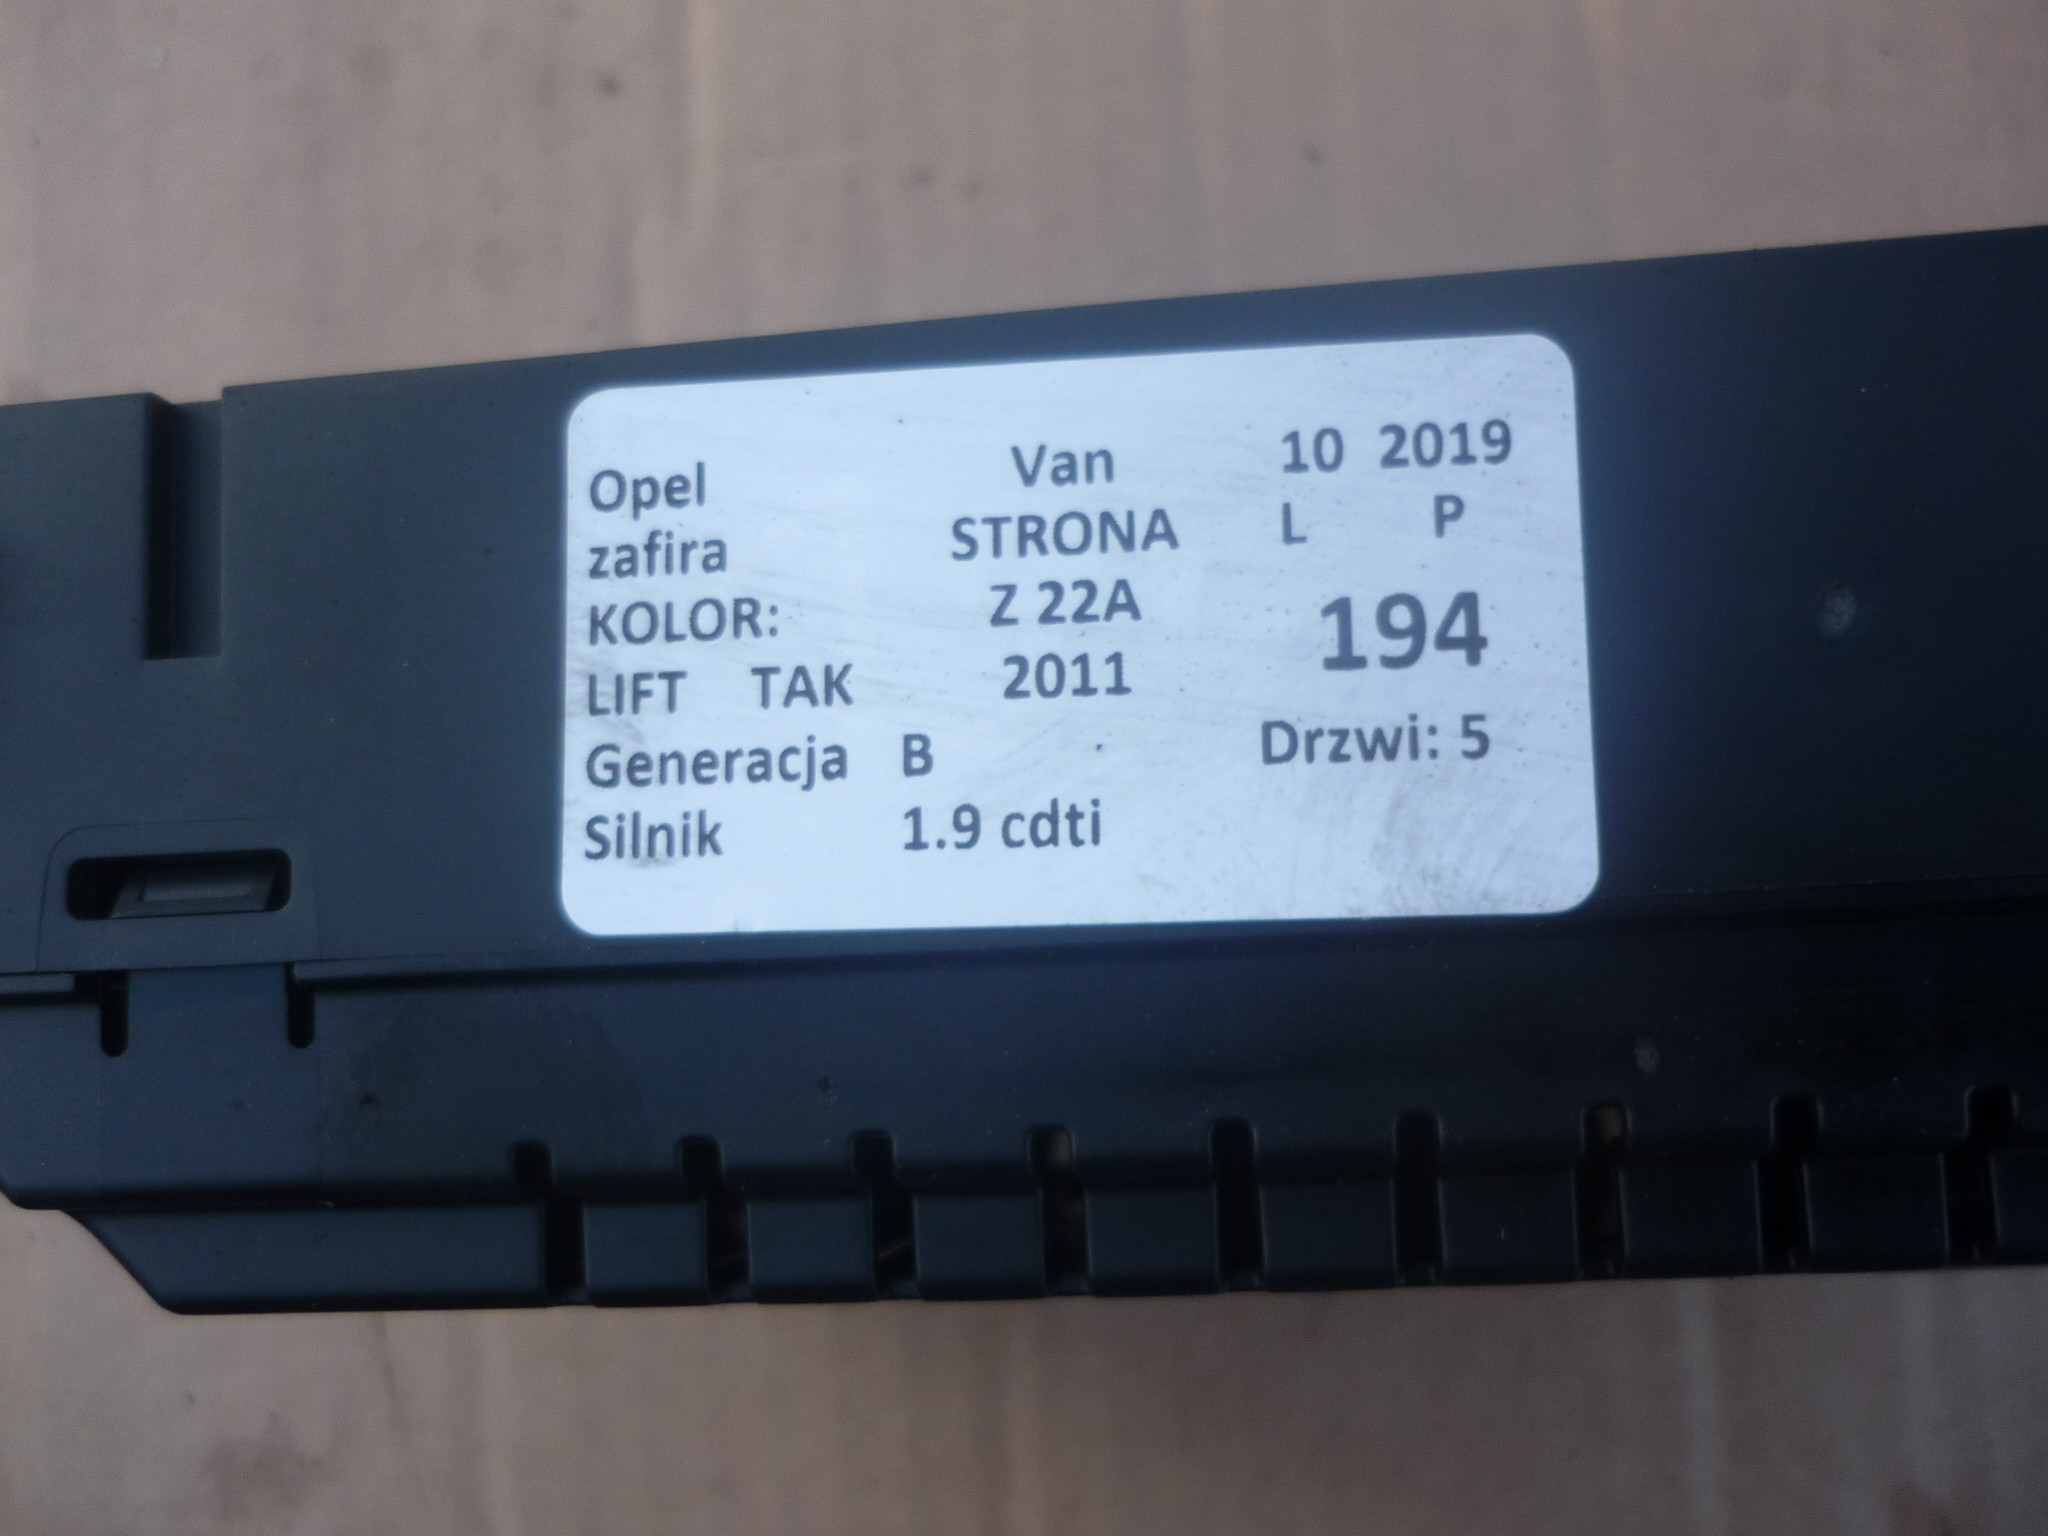 Opel Van 10 2019
zafira STRONA L P
KOLOR: Z 22A 194
LIFT TAK 2011
Generacja B Drzwi: 5
Silnik 1.9 cdti